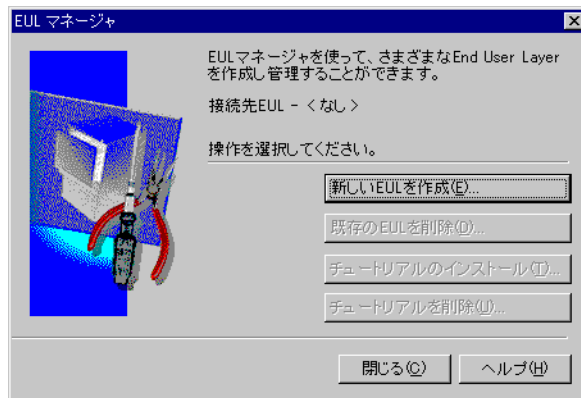 EUL マネージャ
EULマネージャを使って、さまざまなEnd User Layer
を作成し管理することができます。
接続先EUL － ＜なし＞
操作を選択してください。
新しいEULを作成(E)...
既存のEULを削除(D)...
チュートリアルのインストール(T)...
チュートリアルを削除(U)...
閉じる(C)
ヘルプ(H)